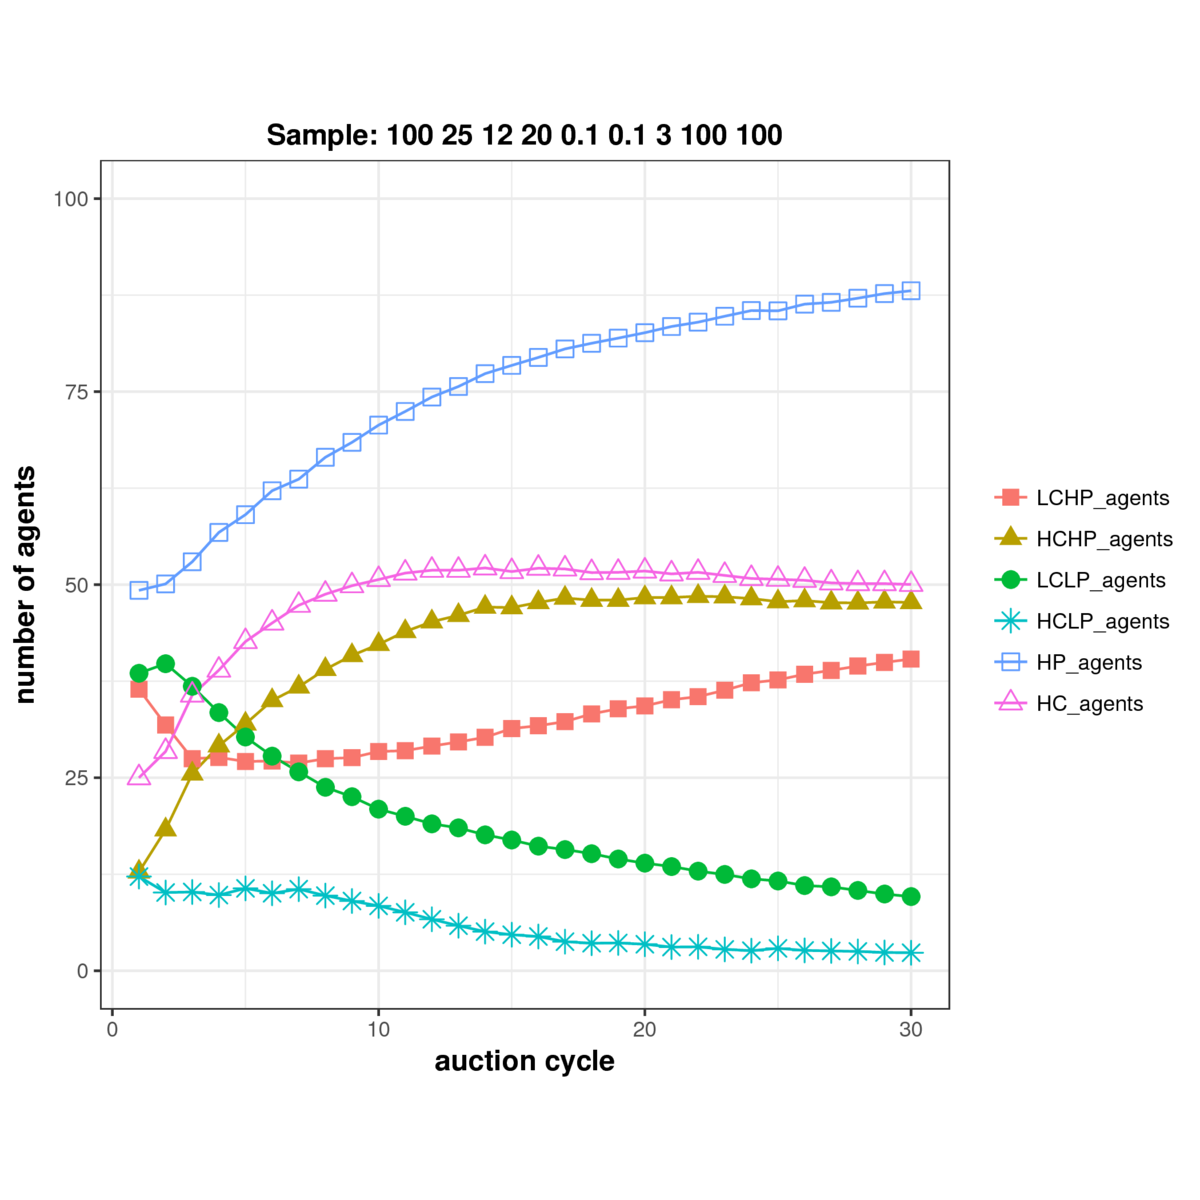 Sample: 100 25 12 20 0.1 0.1 3 100 100
number of agents
100
75
50
25
0
0
10
20
30
auction cycle
LCHP_agents
HCHP_agents
LCLP_agents
HCLP_agents
HP_agents
HC_agents